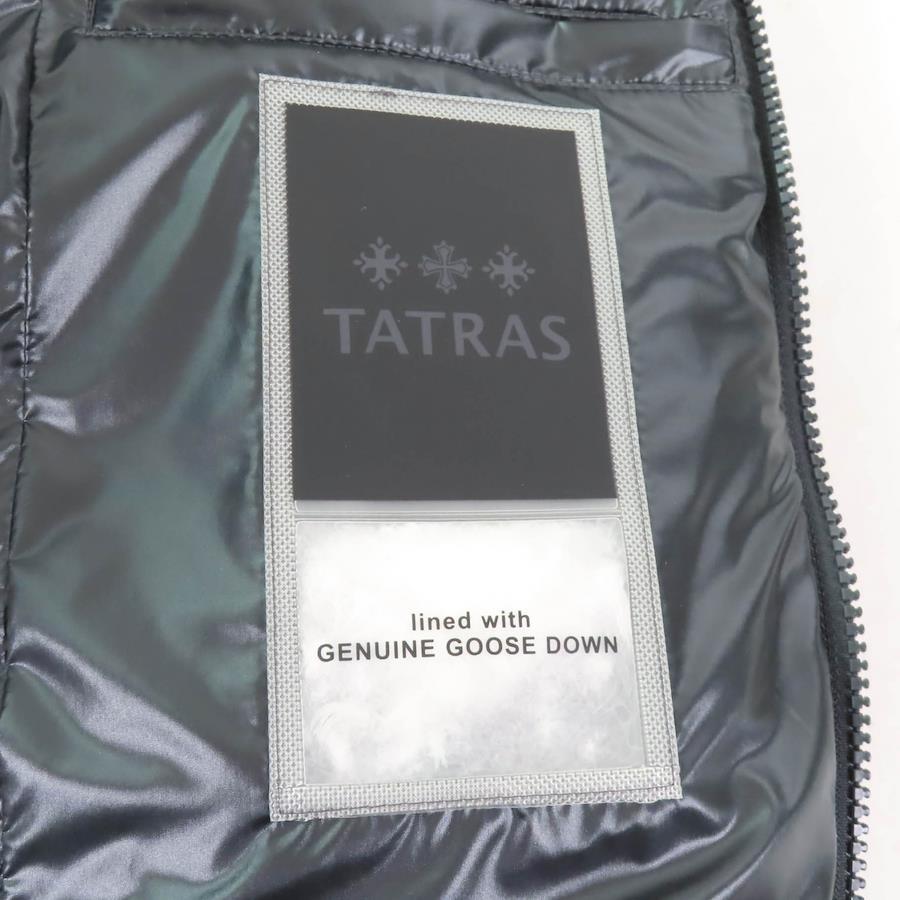 TATRAS
lined with
GENUINE GOOSE DOWN